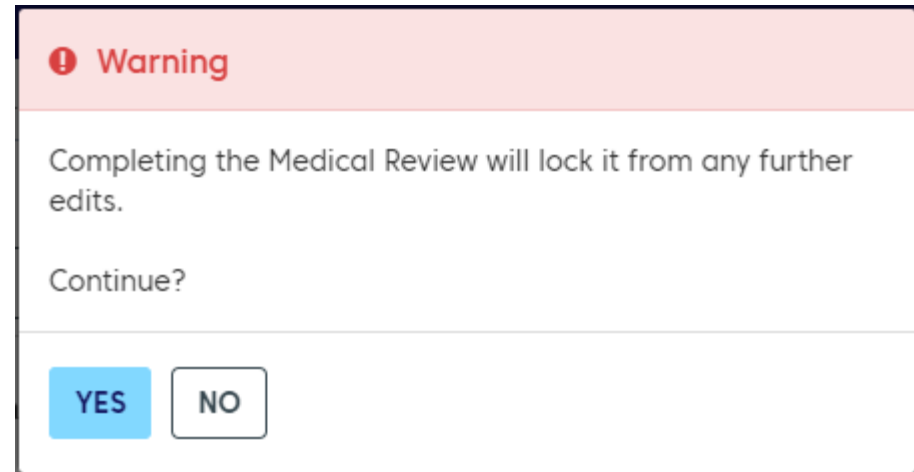 Warning
Completing the Medical Review will lock it from any further
edits.
Continue?
YES
NO